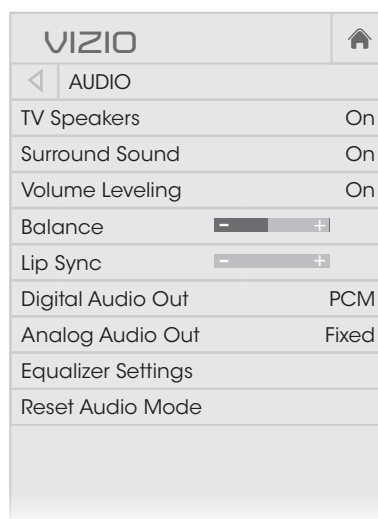 VIZIO
AUDIO
TV Speakers On
Surround Sound On
Volume Leveling On
Balance - +
Lip Sync - +
Digital Audio Out PCM
Analog Audio Out Fixed
Equalizer Settings
Reset Audio Mode